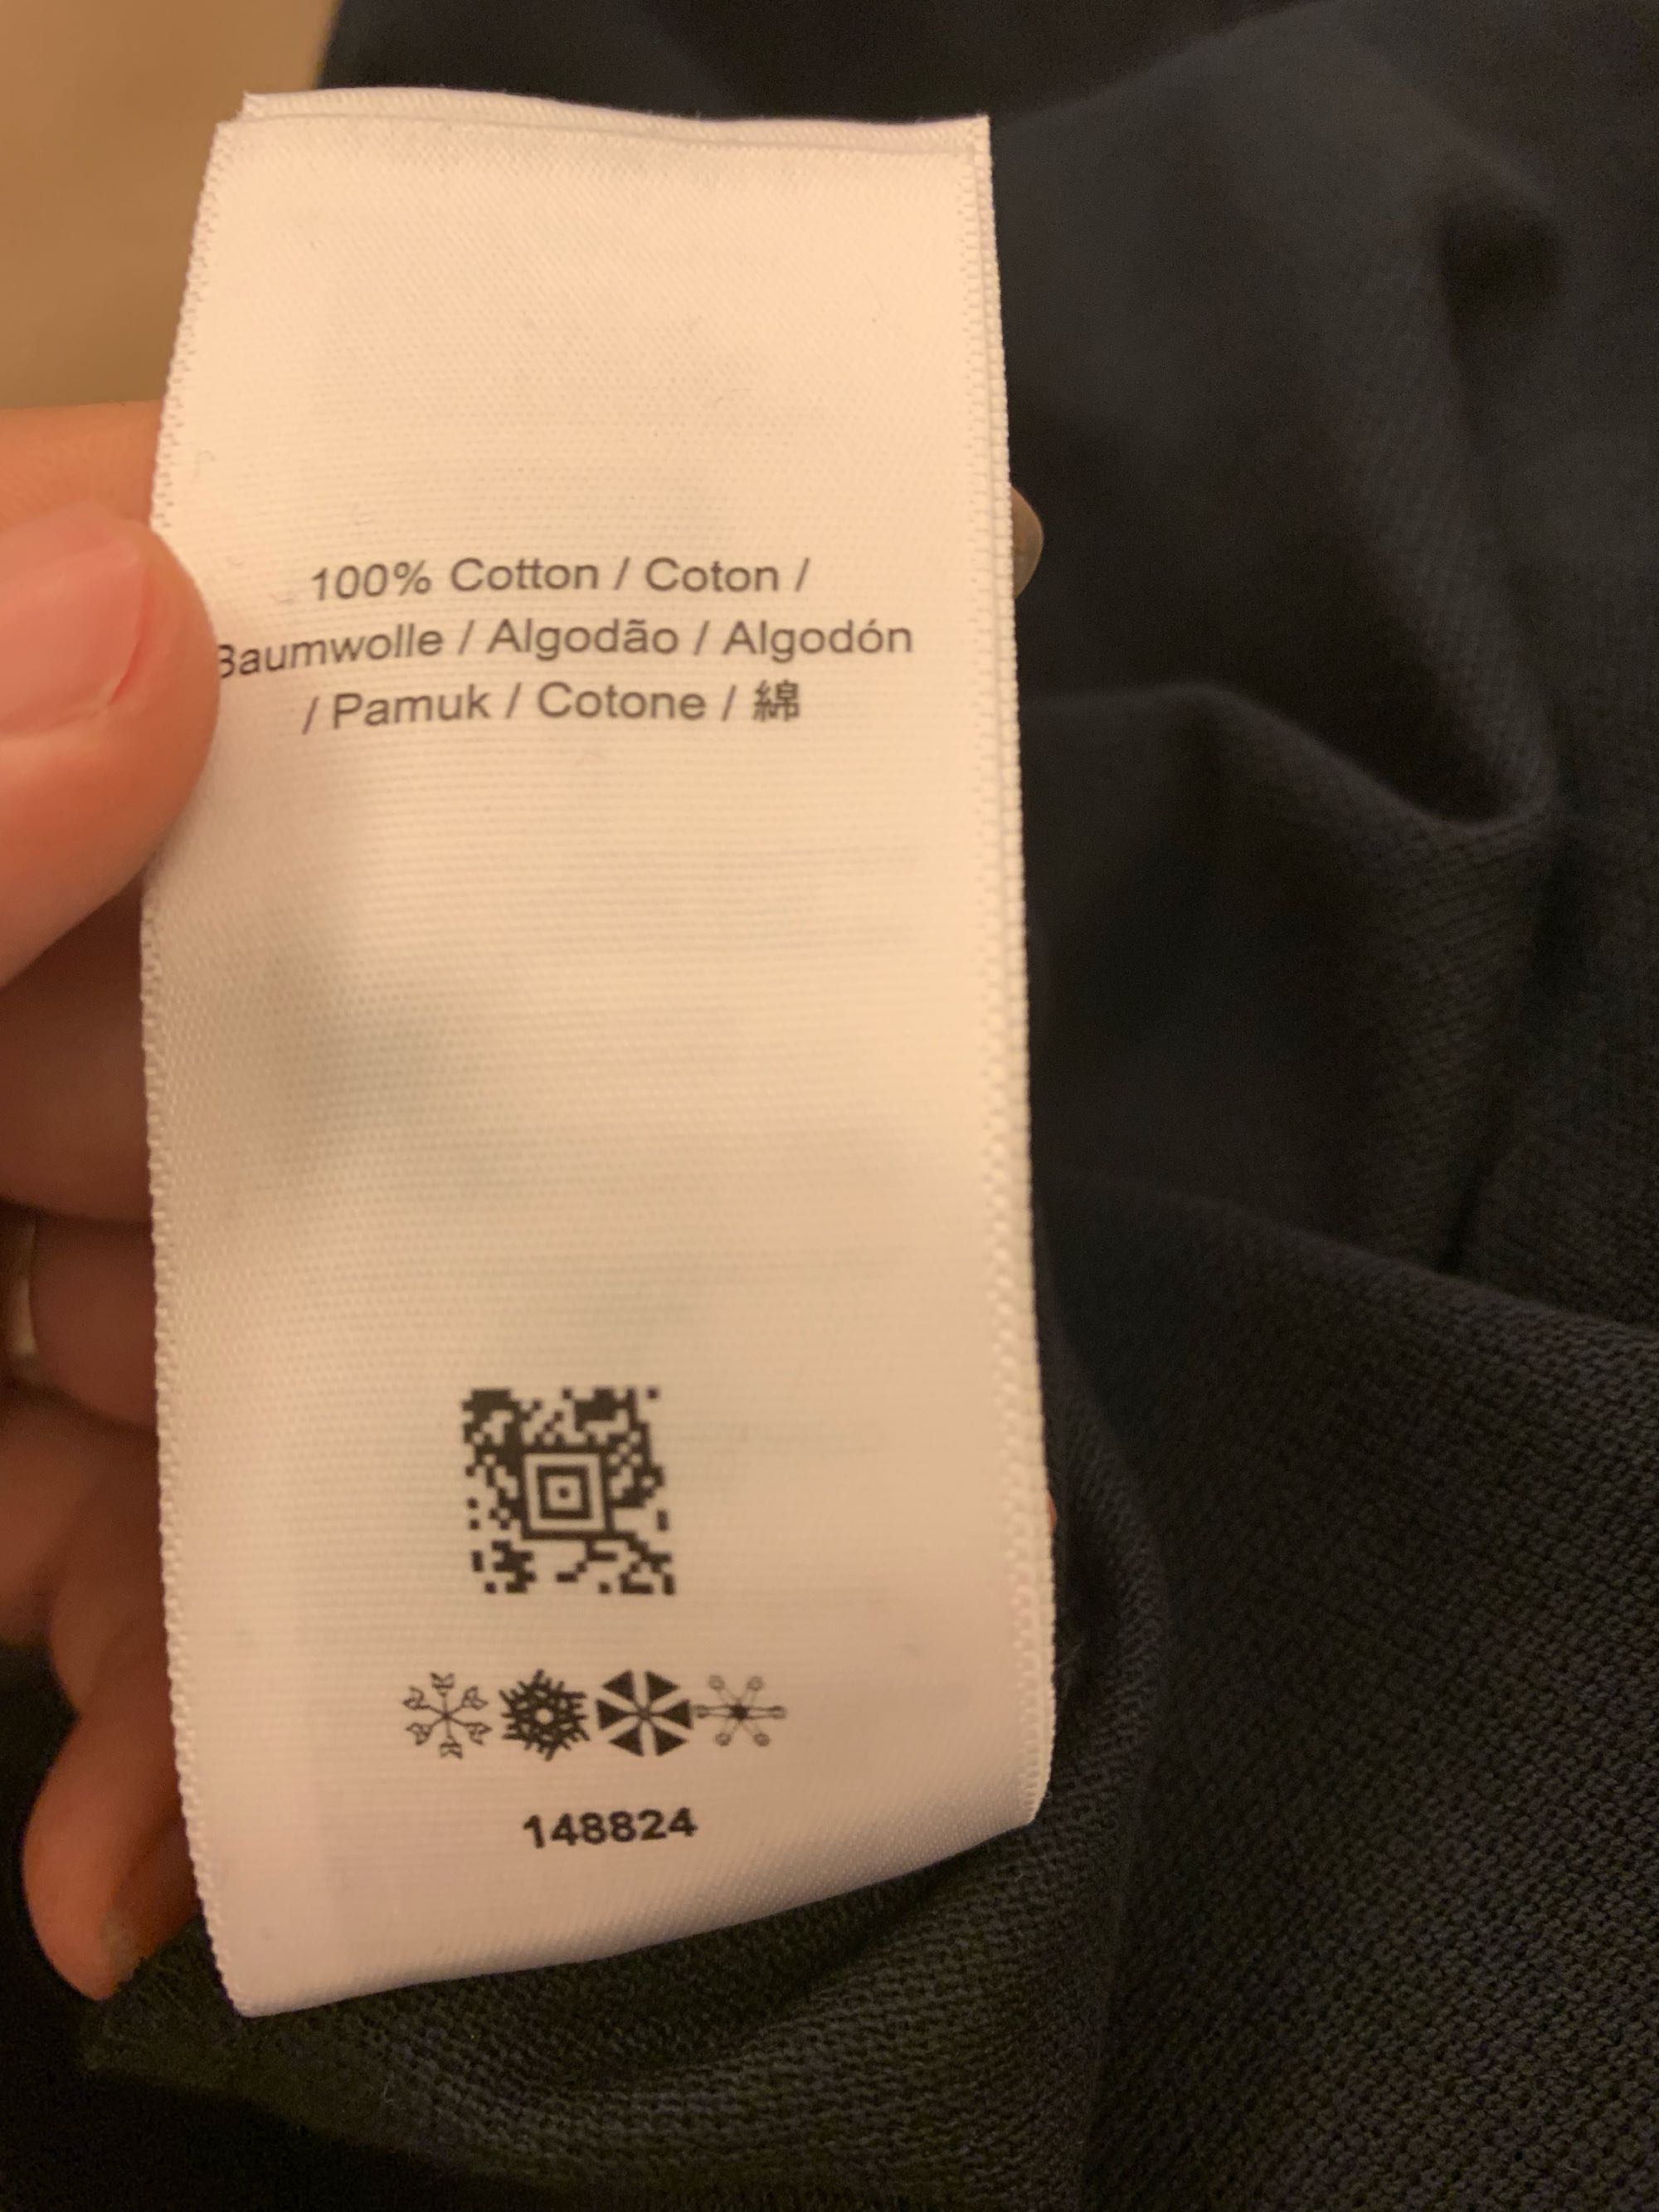 100% Cotton / Coton /
Baumwolle / Algodão / Algodón
/ Pamuk / Cotone / 綿
148824